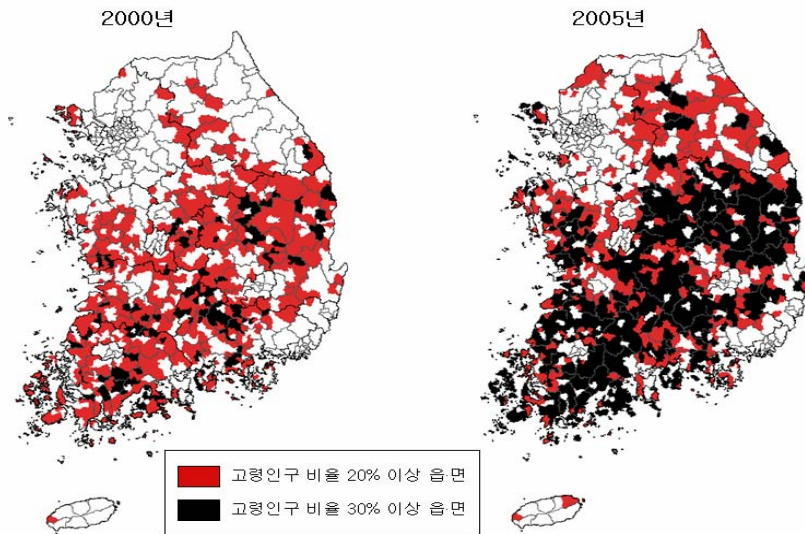 2000년
2005년
고령인구 비율 20% 이상 읍·면
고령인구 비율 30% 이상 읍·면